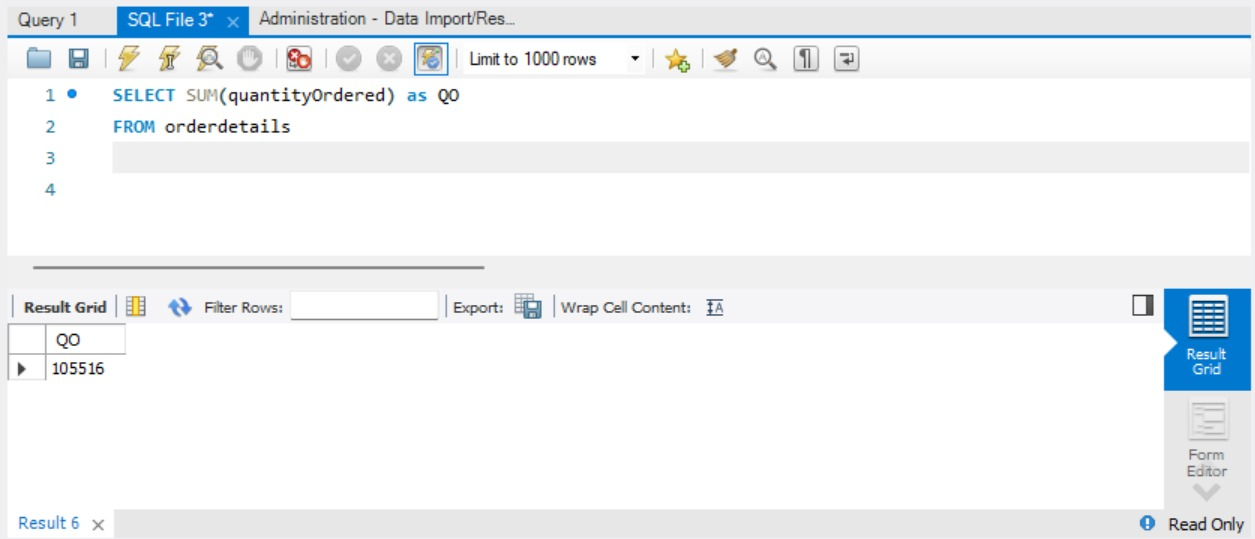 Query 1 SQL File 3* Administration - Data Import/Res...
Limit to 1000 rows
1 SELECT SUM(quantityOrdered) as QO
2 FROM orderdetails
3
4
Result Grid Filter Rows: Export: Wrap Cell Content: IA
QO
105516
Result
Grid
Form
Editor
Result 6 Read Only